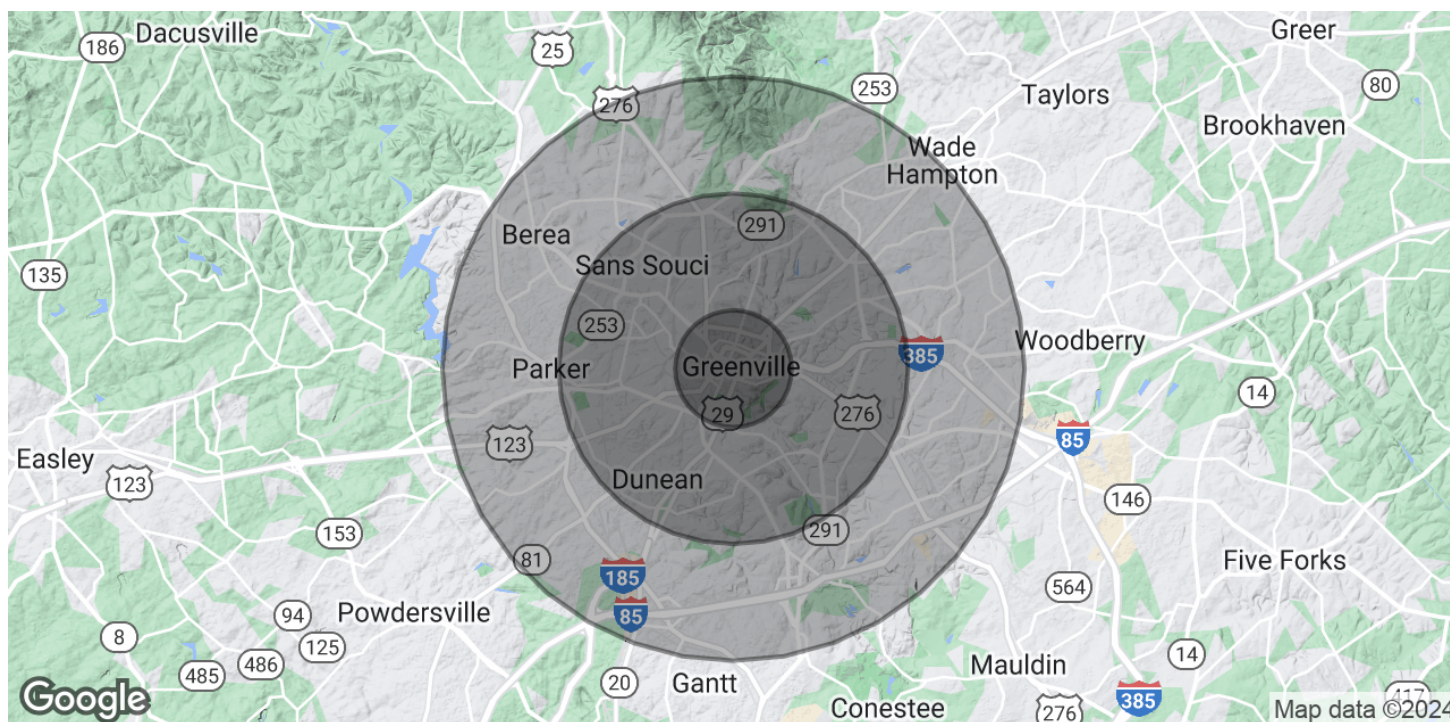 186
Dacusville
25
Greer
276
253
Taylors
80
Brookhaven
Wade
Hampton
291
Berea
Sans Souci
135
253
385
Woodberry
Parker
Greenville
29
276
14
123
85
Easley
123
Dunean
146
153
291
81
185
Five Forks
564
94
Powdersville
85
8
125
486
485
14
Mauldin
20
Gantt
385
417
Google
Conestee
276
Map data ©2024